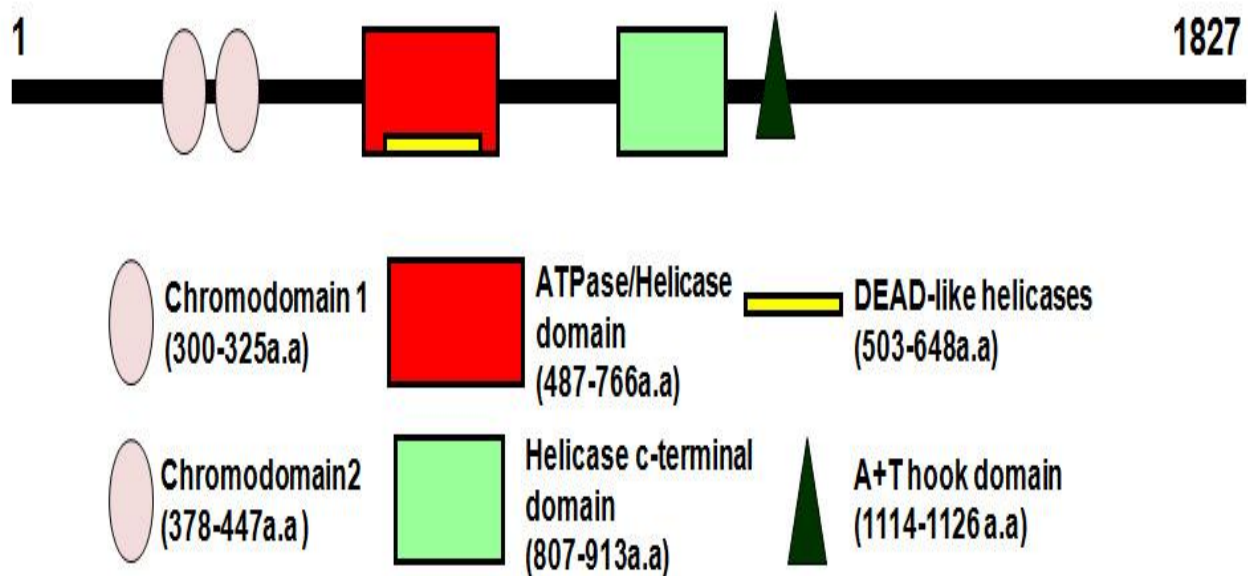 1
1827
Chromodomain 1
(300-325a.a)
ATPase/Helicase
domain
(487-766a.a)
DEAD-like helicases
(503-648a.a)
Chromodomain2
(378-447a.a)
Helicase c-terminal
domain
(807-913a.a)
A+T hook domain
(1114-1126 a.a)